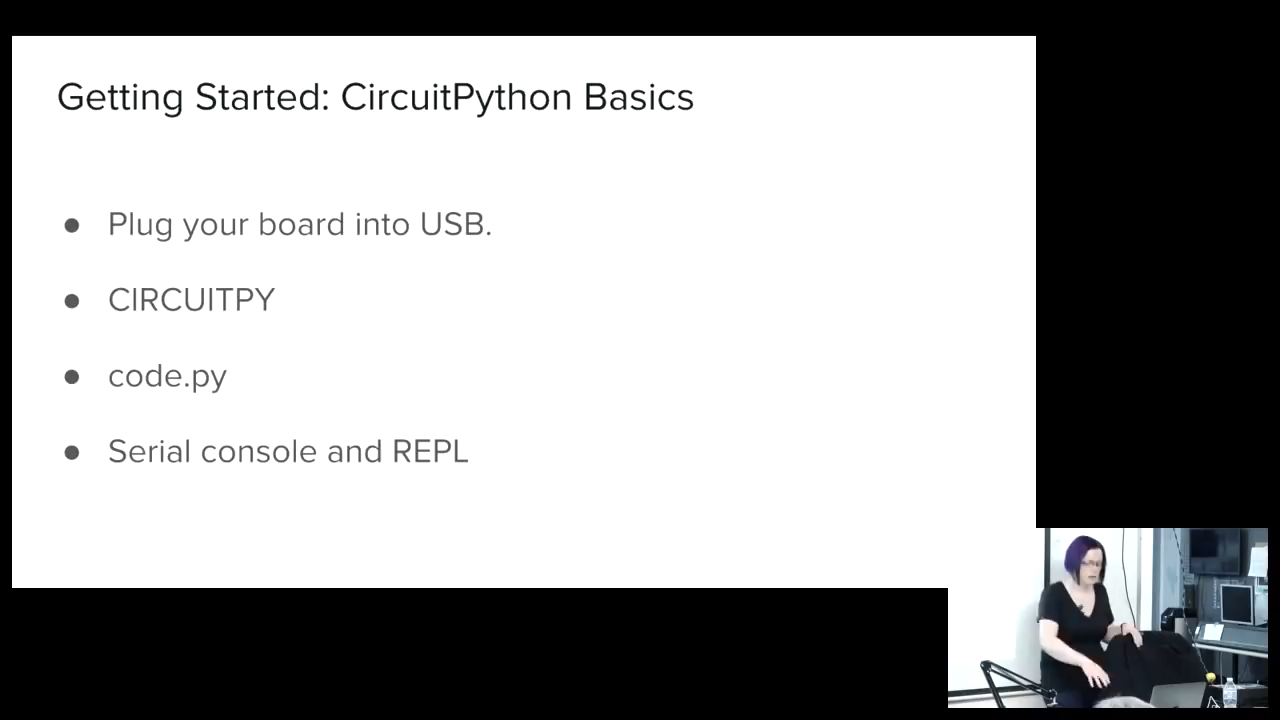 Getting Started: CircuitPython Basics
Plug your board into USB.
CIRCUITPY
code.py
Serial console and REPL